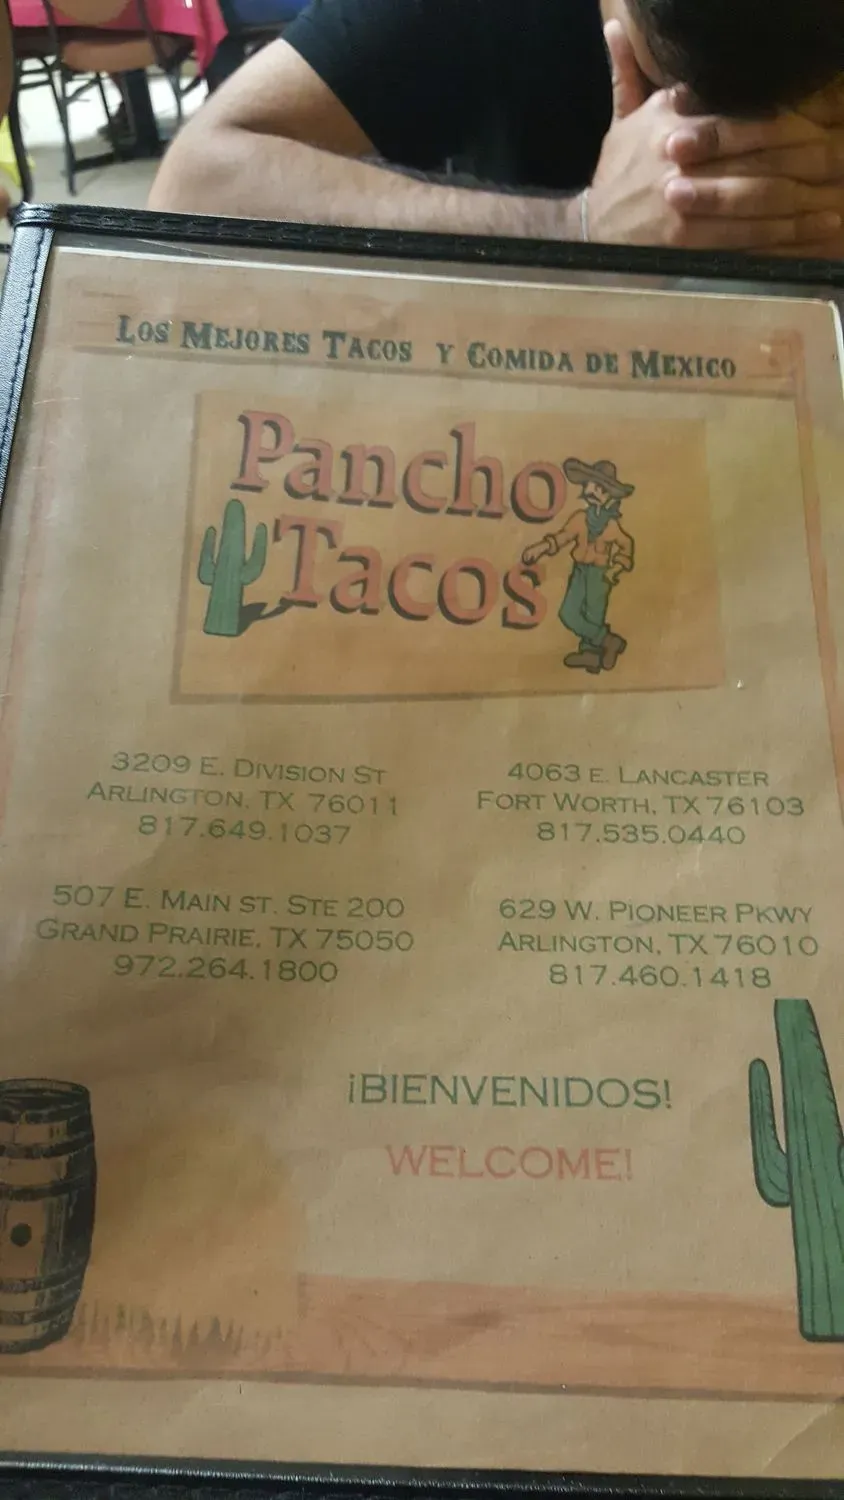 LOS MEJORES TACOS Y COMIDA DE MEXICO
Pancho
Tacos
3209 E. DIVISION ST
ARLINGTON, TX 76011
817.649.1037
4063 E. LANCASTER
FORT WORTH, TX 76103
817.535.0440
507 E. MAIN ST. STE 200
GRAND PRAIRIE, TX 75050
972.264.1800
629 W. PIONEER PKWY
ARLINGTON, TX 76010
817.460.1418
¡BIENVENIDOS!
WELCOME!